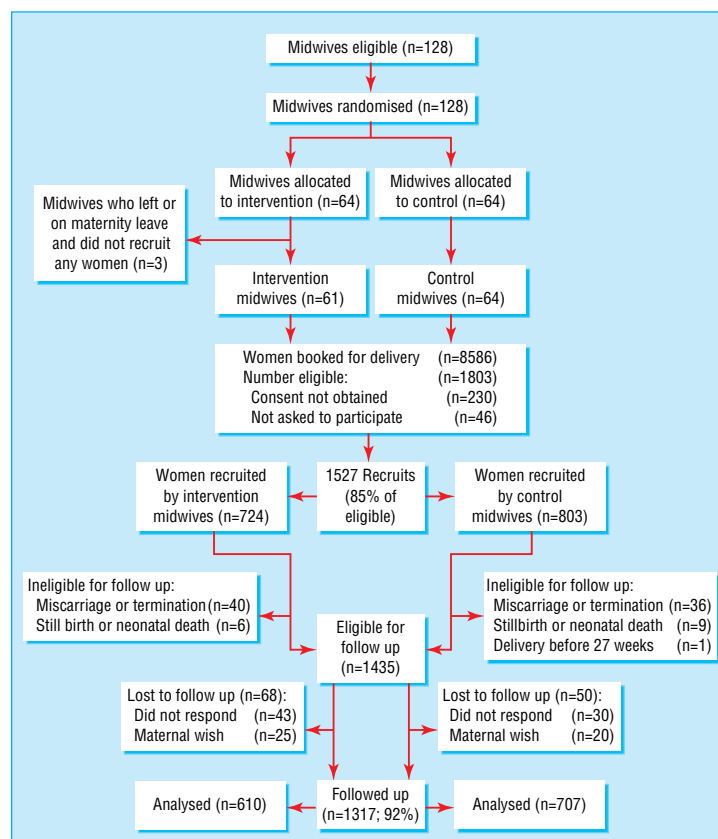 Midwives eligible (n=128)
Midwives randomised (n=128)
Midwives allocated
to intervention (n=64)
Midwives allocated
to control (n=64)
Midwives who left or
on maternity leave
and did not recruit
any women (n=3)
Intervention
midwives (n=61)
Control
midwives (n=64)
Women booked for delivery (n=8586)
Number eligible: (n=1803)
Consent not obtained (n=230)
Not asked to participate (n=46)
Women recruited
by intervention
midwives (n=724)
1527 Recruits
(85% of
eligible)
Women recruited
by control
midwives (n=803)
Ineligible for follow up:
Miscarriage or termination (n=40)
Still birth or neonatal death (n=6)
Ineligible for follow up:
Miscarriage or termination (n=36)
Stillbirth or neonatal death (n=9)
Delivery before 27 weeks (n=1)
Eligible for
follow up
n=1435)
Lost to follow up (n=68):
Did not respond (n=43)
Maternal wish (n=25)
Lost to follow up (n=50):
Did not respond (n=30)
Maternal wish (n=20)
Analysed (n=610)
Followed up
(n=1317; 92%)
Analysed (n=707)